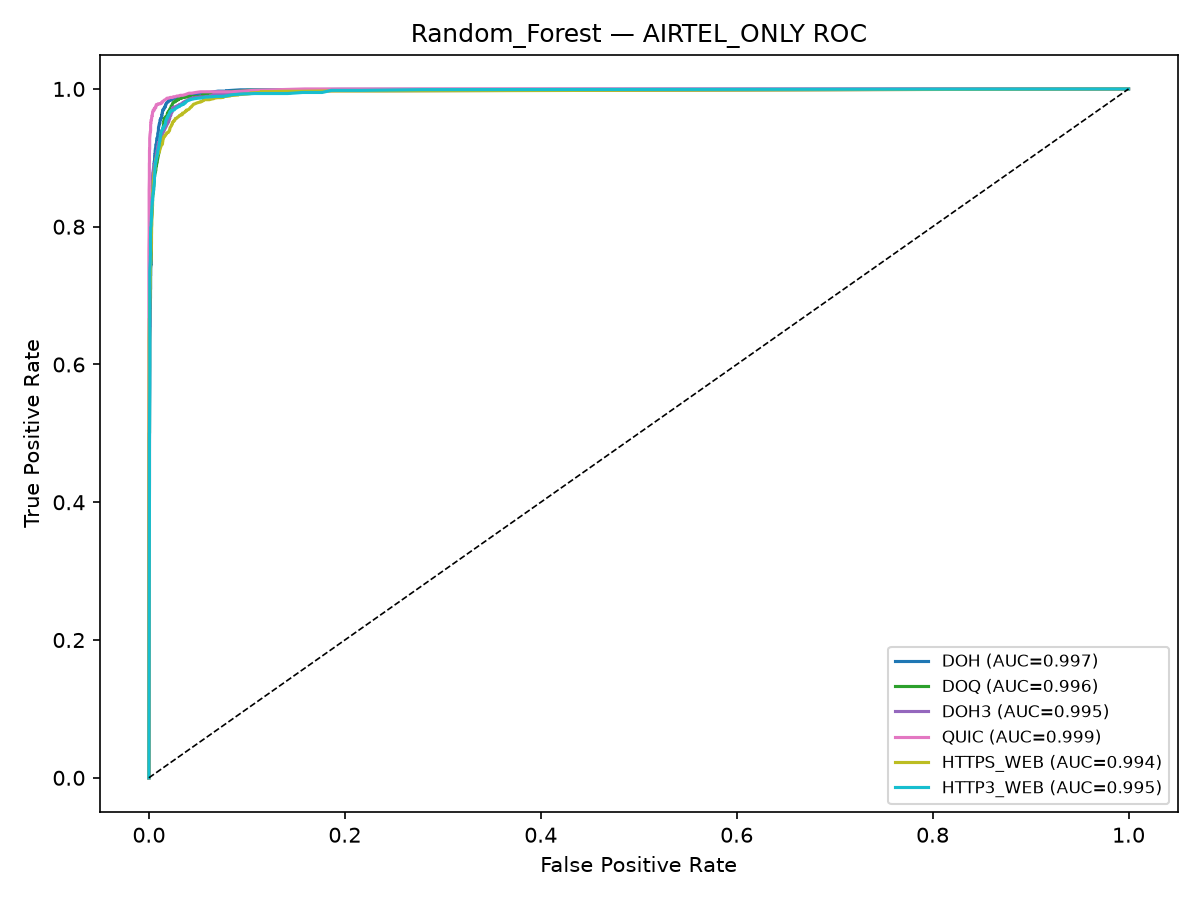 Random_Forest — AIRTEL_ONLY ROC
True Positive Rate
1.0
0.8
0.6
0.4
0.2
0.0
DOH (AUC=0.997)
DOQ (AUC=0.996)
DOH3 (AUC=0.995)
QUIC (AUC=0.999)
HTTPS_WEB (AUC=0.994)
HTTP3_WEB (AUC=0.995)
0.0 0.2 0.4 0.6 0.8 1.0
False Positive Rate